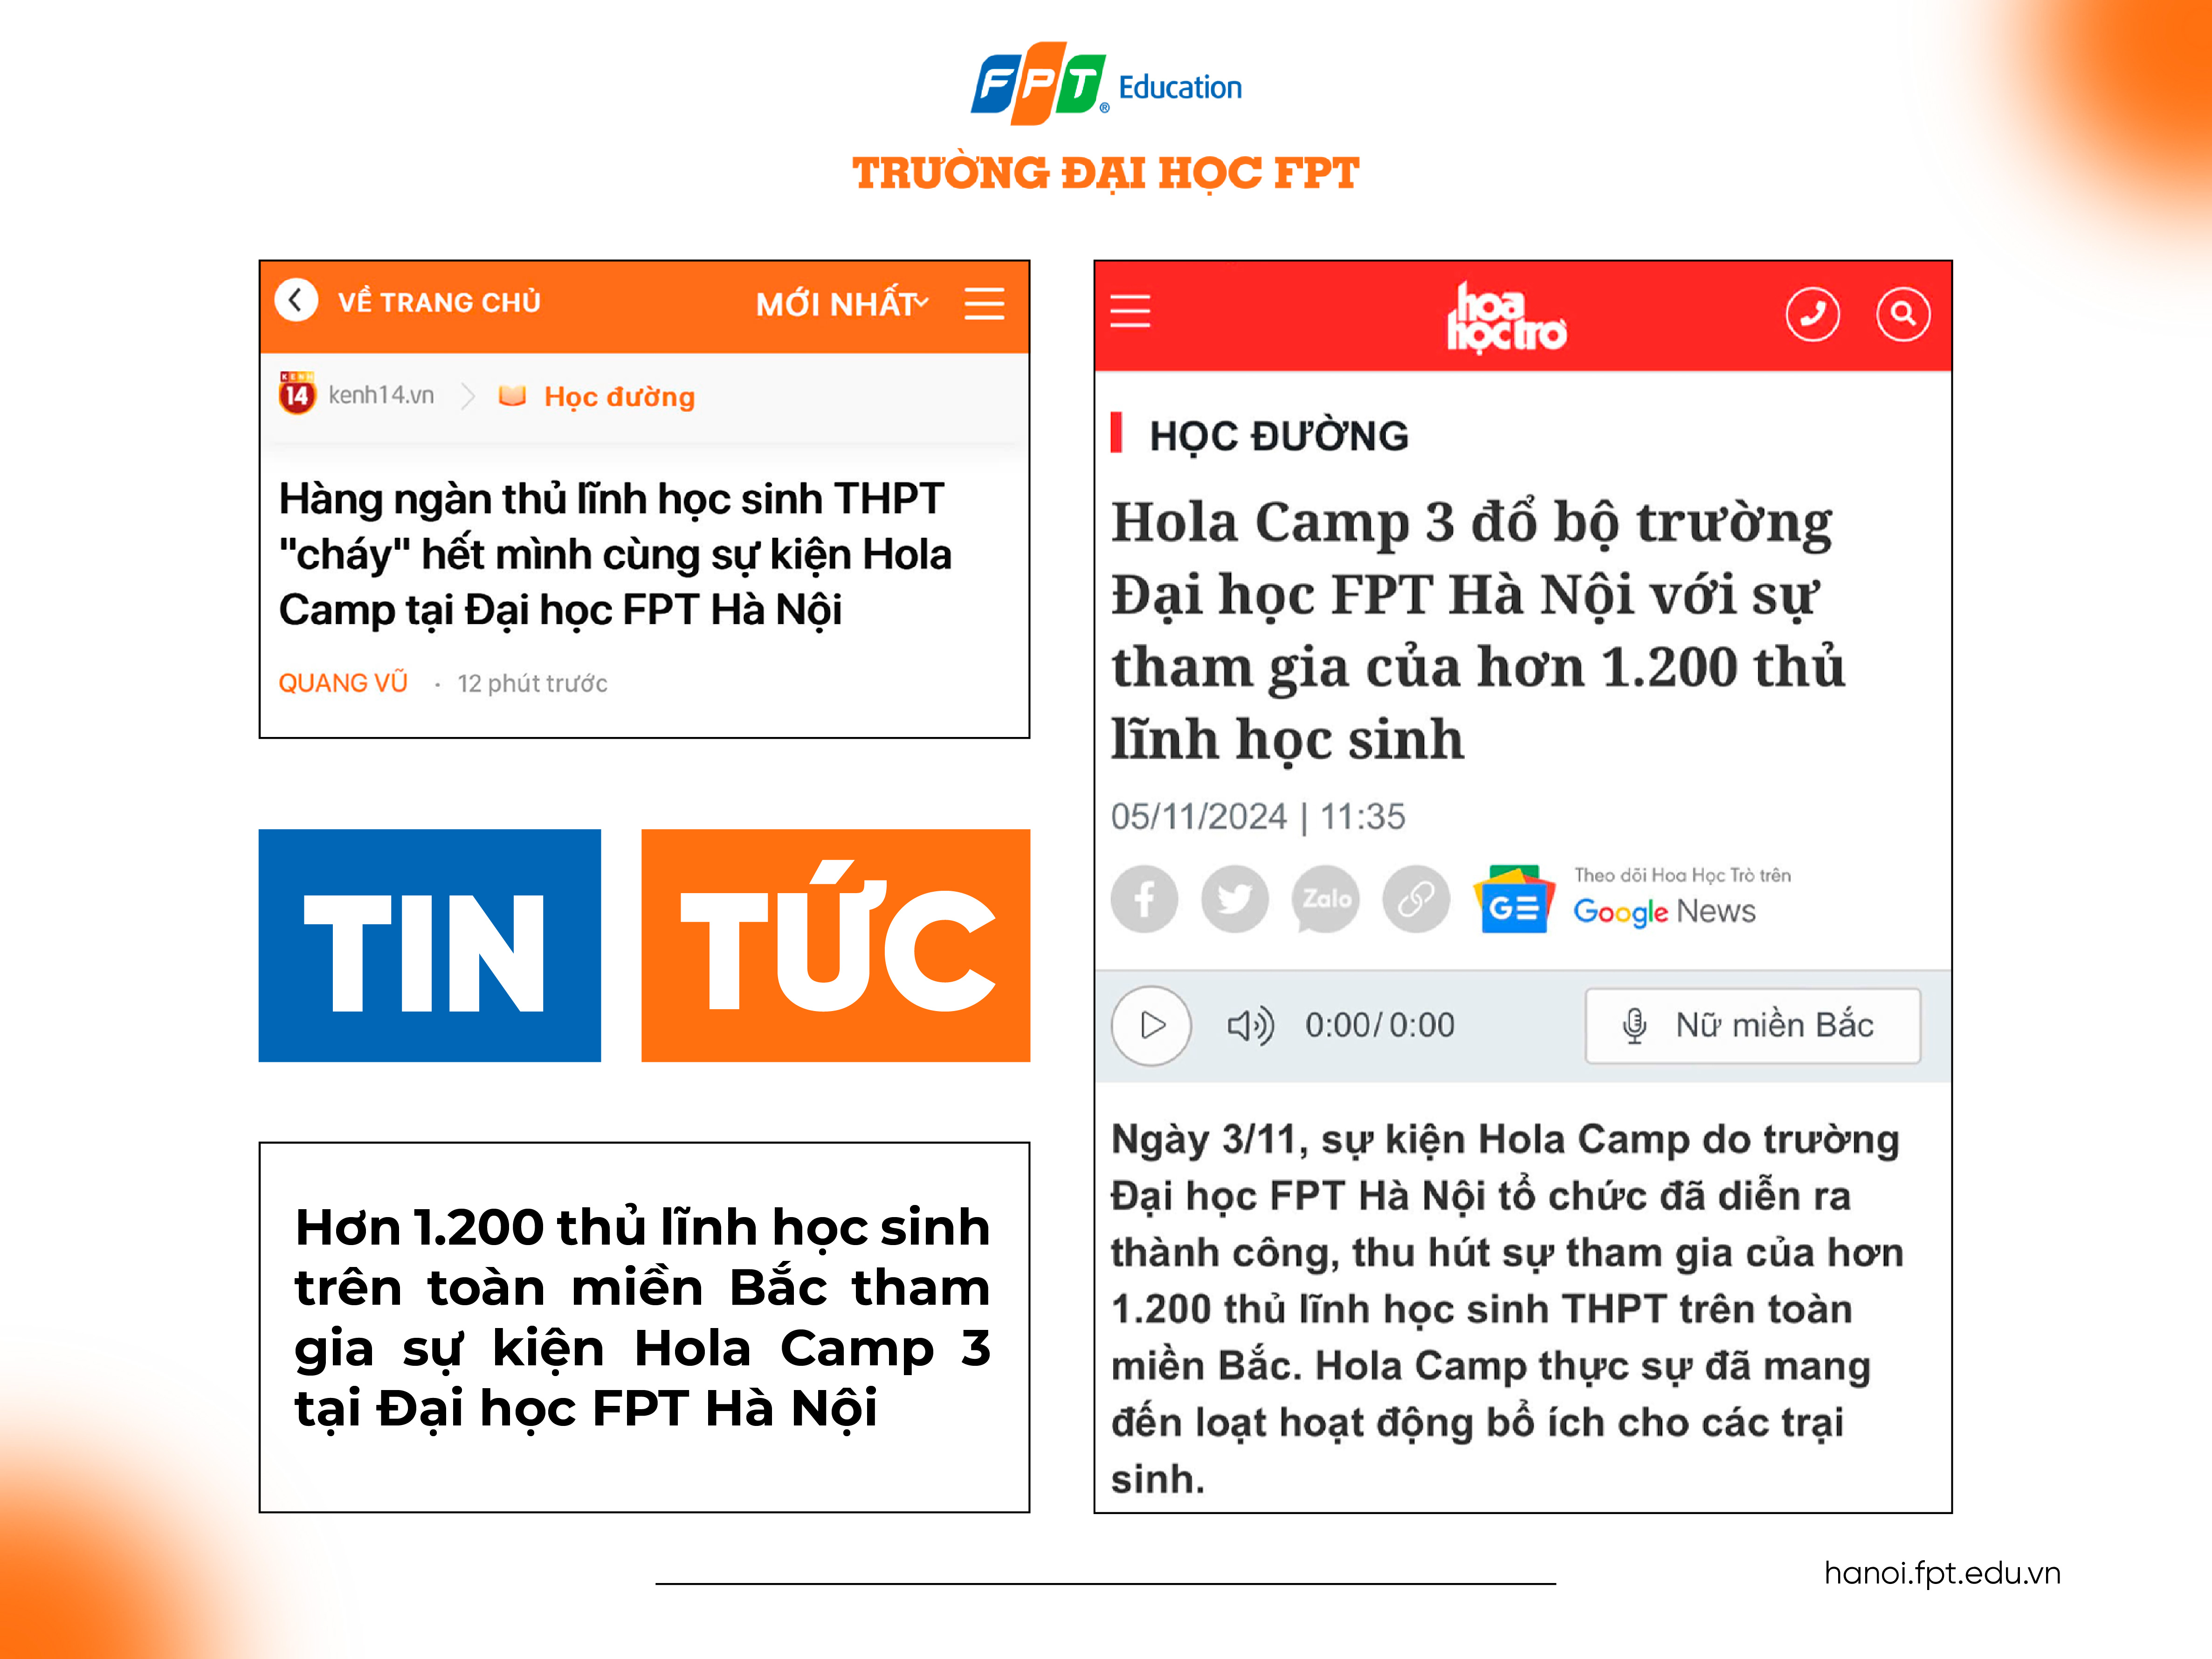 FPT® Education
TRƯỜNG ĐẠI HỌC FPT
VỀ TRANG CHỦ
MỚI NHẤT
KENH 14
kenh14.vn
Học đường
Hàng ngàn thủ lĩnh học sinh THPT
"cháy" hết mình cùng sự kiện Hola
Camp tại Đại học FPT Hà Nội
QUANG VŨ · 12 phút trước
TIN TỨC
Hơn 1.200 thủ lĩnh học sinh
trên toàn miền Bắc tham
gia sự kiện Hola Camp 3
tại Đại học FPT Hà Nội
hoa
học trò
HỌC ĐƯỜNG
Hola Camp 3 đổ bộ trường
Đại học FPT Hà Nội với sự
tham gia của hơn 1.200 thủ
lĩnh học sinh
05/11/2024 | 11:35
Zalo
GE
Theo dõi Hoa Học Trò trên
Google News
0:00/ 0:00
Nữ miền Bắc
Ngày 3/11, sự kiện Hola Camp do trường
Đại học FPT Hà Nội tổ chức đã diễn ra
thành công, thu hút sự tham gia của hơn
1.200 thủ lĩnh học sinh THPT trên toàn
miền Bắc. Hola Camp thực sự đã mang
đến loạt hoạt động bổ ích cho các trại
sinh.
hanoi.fpt.edu.vn